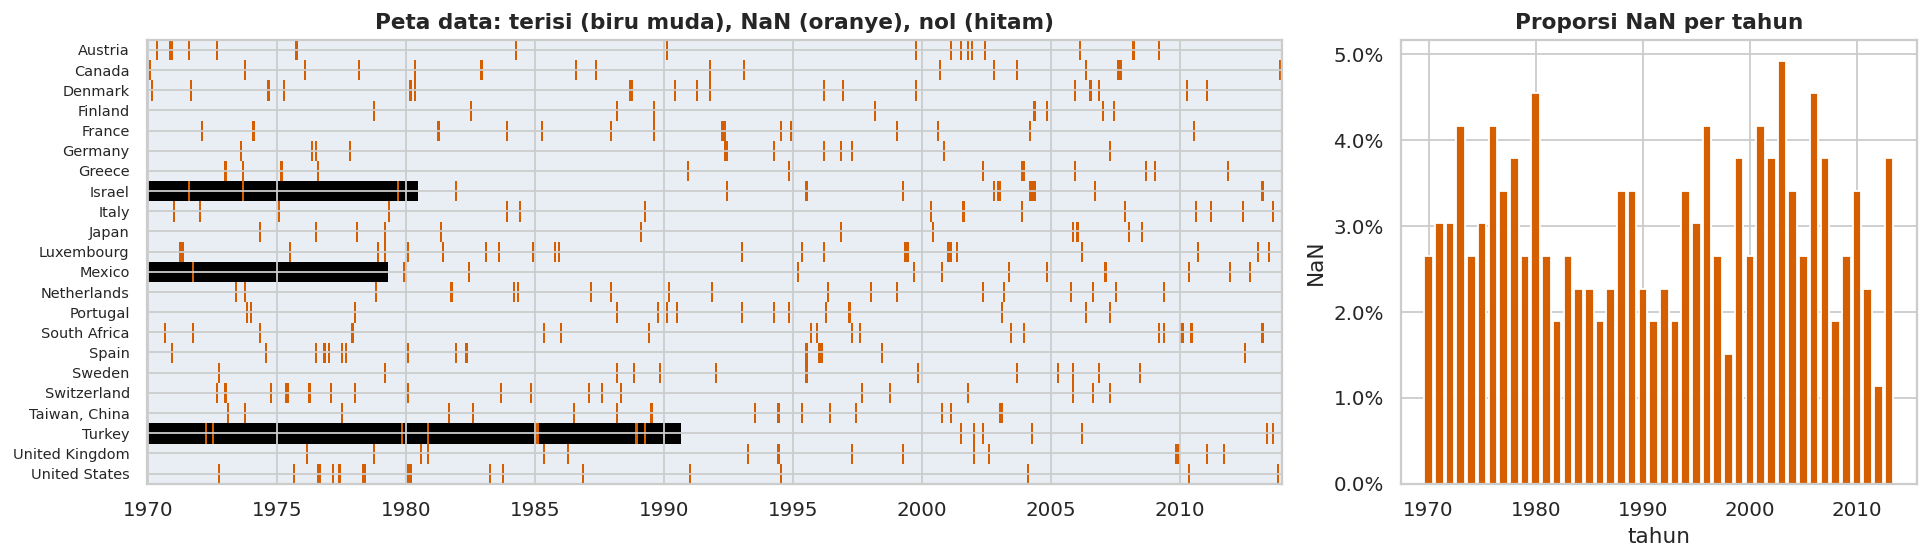 Peta data: terisi (biru muda), NaN (oranye), nol (hitam)
Austria
Canada
Denmark
Finland
France
Germany
Greece
Israel
Italy
Japan
Luxembourg
Mexico
Netherlands
Portugal
South Africa
Spain
Sweden
Switzerland
Taiwan, China
Turkey
United Kingdom
United States
1970 1975 1980 1985 1990 1995 2000 2005 2010
Proporsi NaN per tahun
NaN
5.0%
4.0%
3.0%
2.0%
1.0%
0.0%
1970 1980 1990 2000 2010
tahun